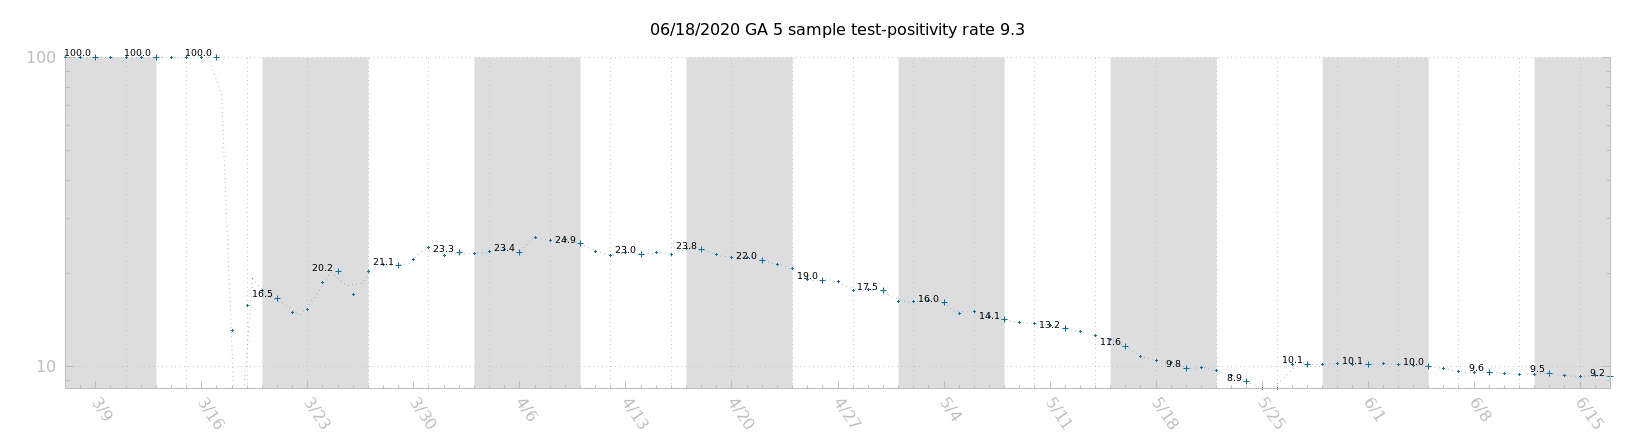 06/18/2020 GA 5 sample test-positivity rate 9.3
100
100.0 100.0 100.0
16.5 20.2 21.1 23.3 23.4 24.9 23.0 23.8 22.0 19.0 17.5 16.0 14.1 13.2 11.6 9.8 8.9 10.1 10.1 10.0 9.6 9.5 9.2
10
3/9 3/16 3/23 3/30 4/6 4/13 4/20 4/27 5/4 5/11 5/18 5/25 6/1 6/8 6/15